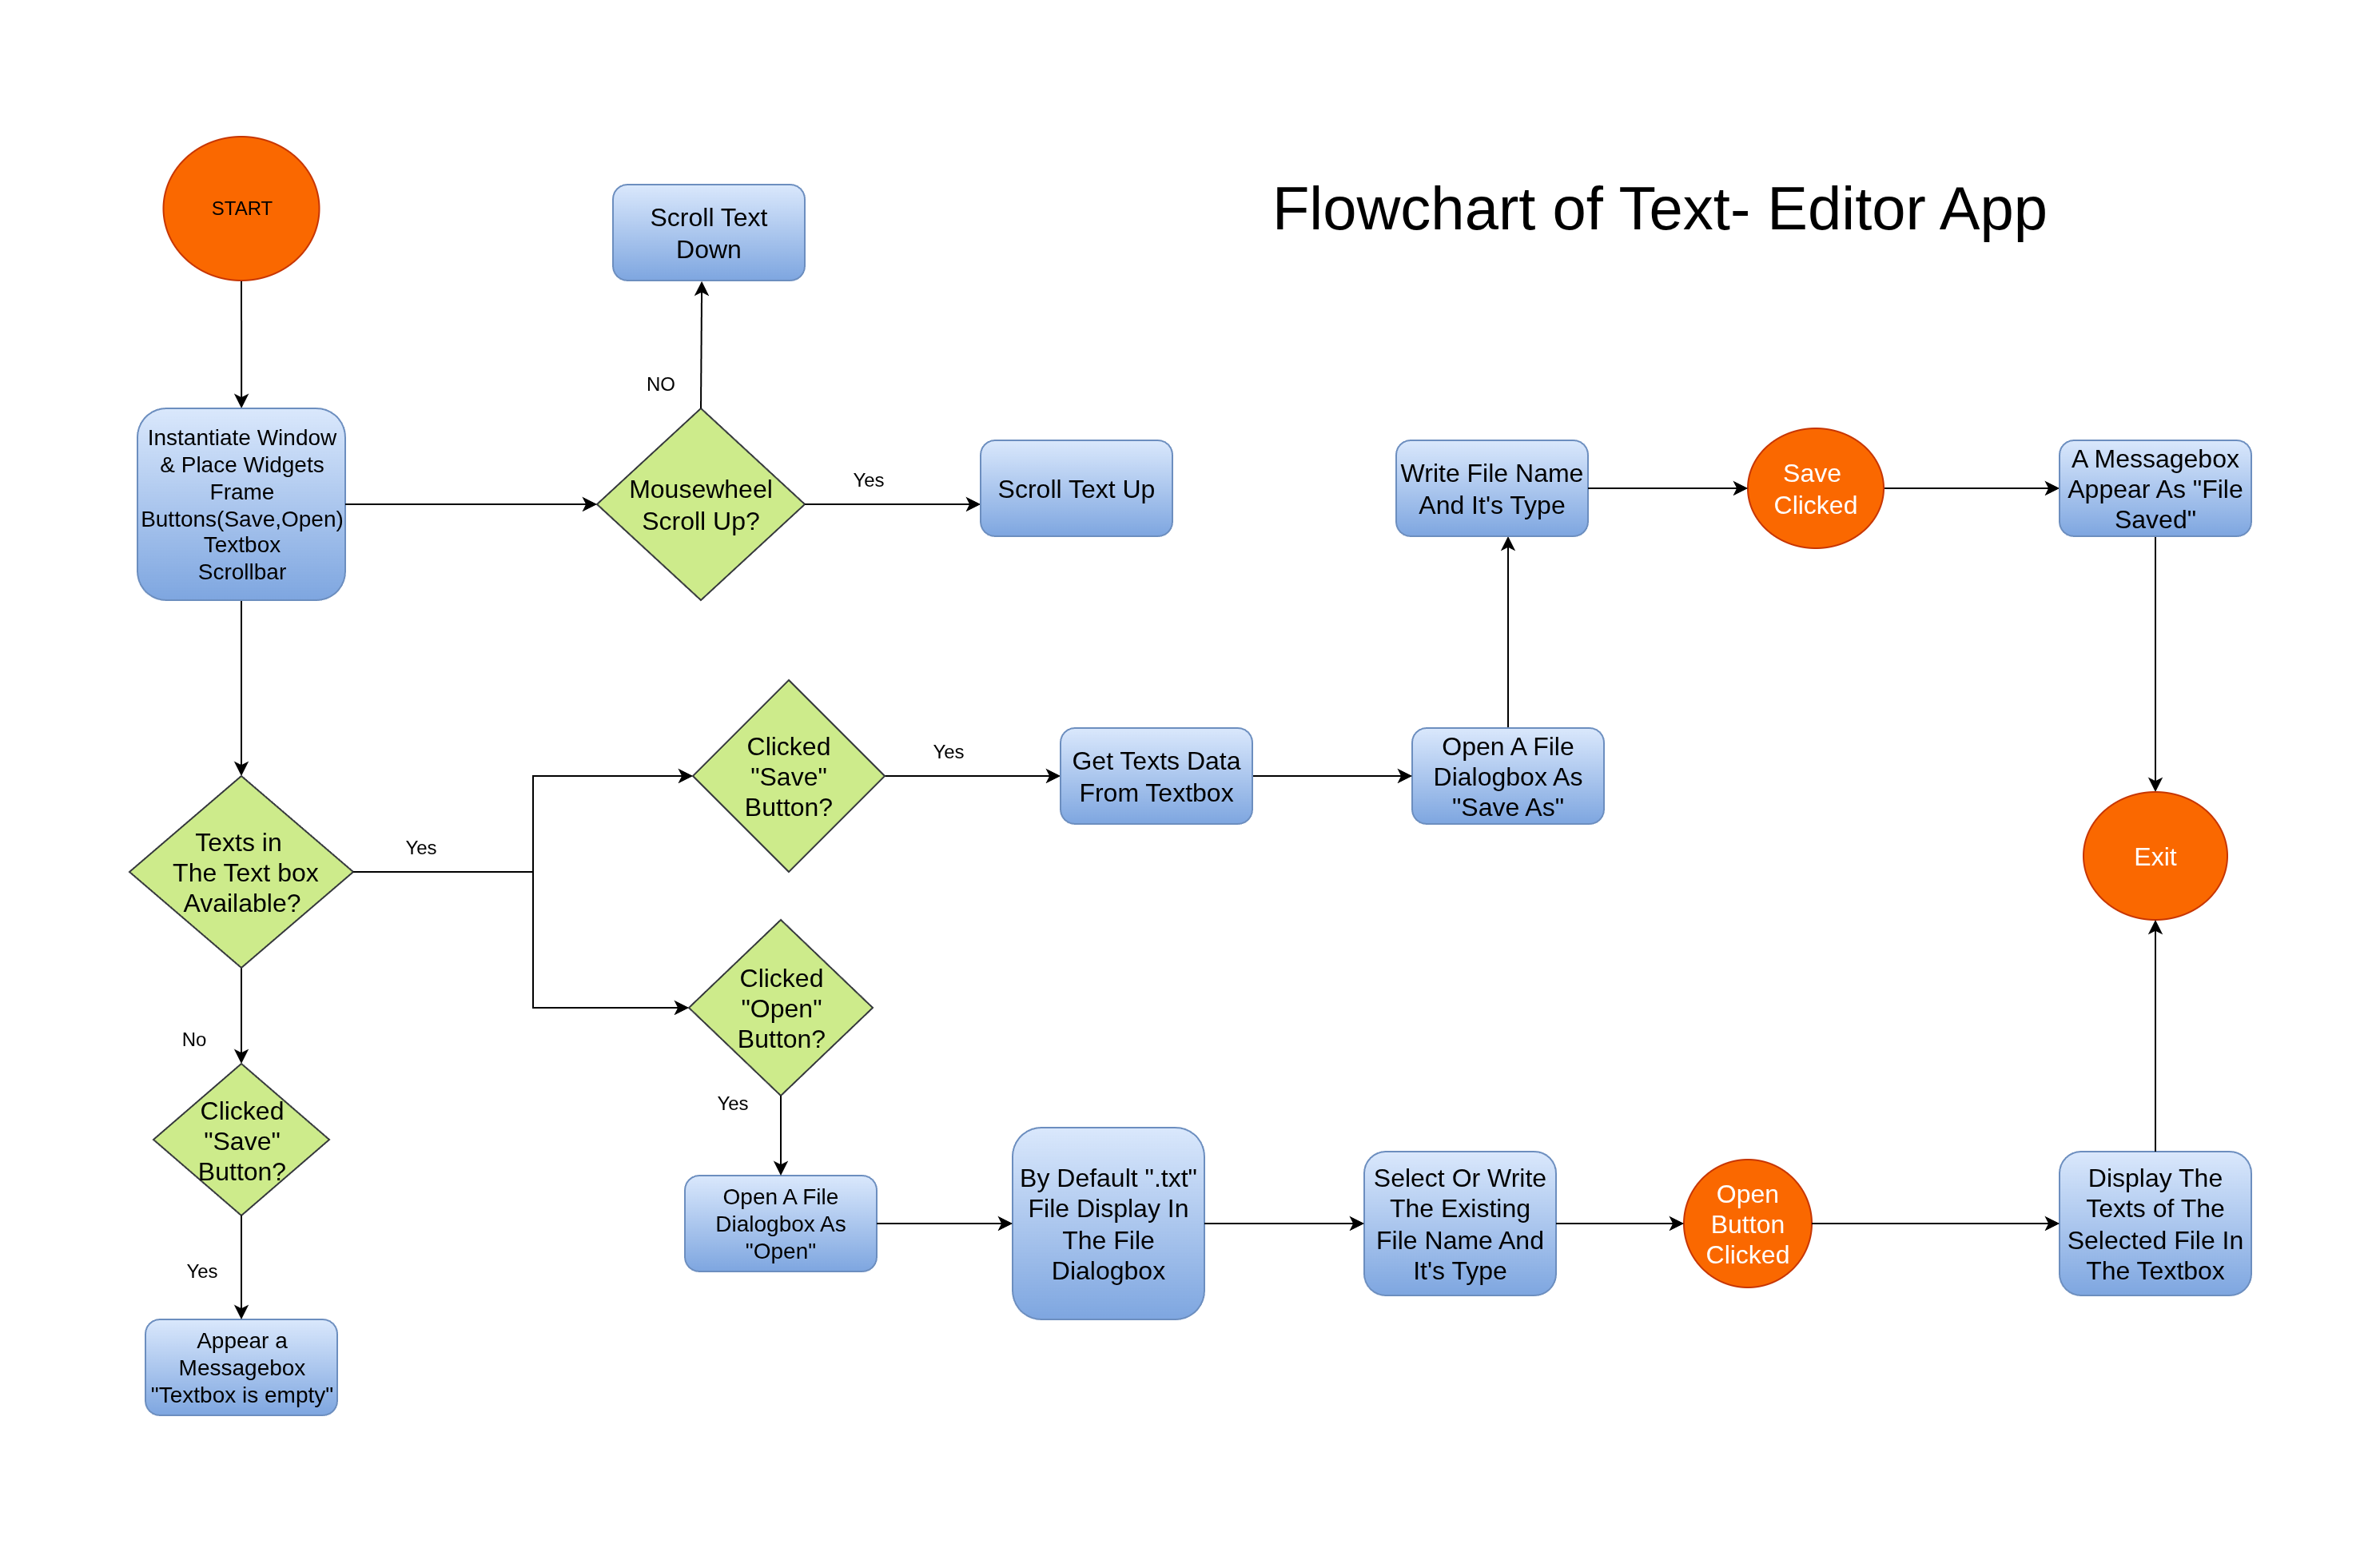 START
Scroll Text
Down
Flowchart of Text- Editor App
NO
Instantiate Window
& Place Widgets
Frame
Buttons(Save,Open)
Textbox
Scrollbar
Mousewheel
Scroll Up?
Yes
Scroll Text Up
Write File Name
And It's Type
Save
Clicked
A Messagebox
Appear As "File
Saved"
Clicked
"Save"
Button?
Yes
Get Texts Data
From Textbox
Open A File
Dialogbox As
"Save As"
Texts in
The Text box
Available?
Yes
Exit
Clicked
"Open"
Button?
No
Clicked
"Save"
Button?
Yes
Open A File
Dialogbox As
"Open"
By Default ".txt"
File Display In
The File
Dialogbox
Select Or Write
The Existing
File Name And
It's Type
Open
Button
Clicked
Display The
Texts of The
Selected File In
The Textbox
Yes
Appear a
Messagebox
"Textbox is empty"